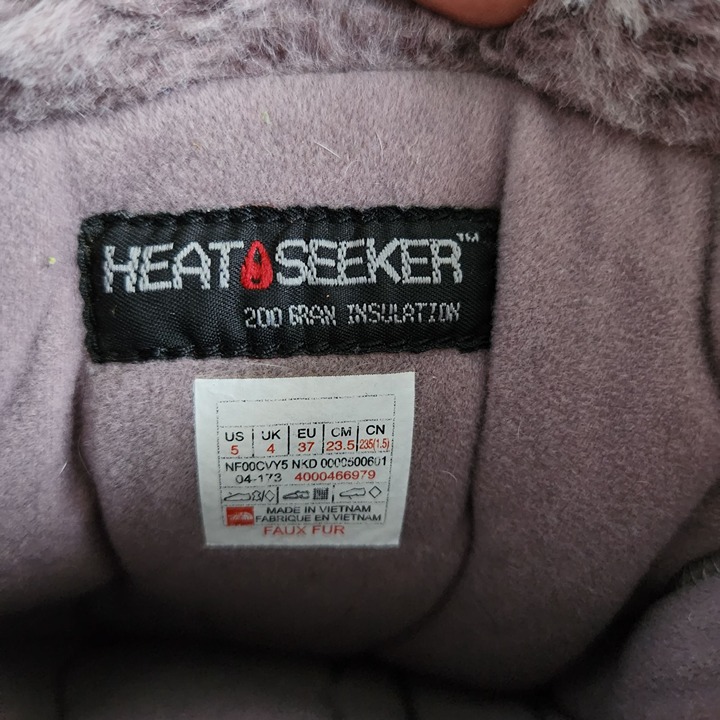 HEAT SEEKER™
200 GRAM INSULATION
US UK EU CM CN
5 4 37 23.5 235(1.5)
NF00CVY5 NKD 0000500601
04-173 4000466979
MADE IN VIETNAM
FABRIQUE EN VIETNAM
FAUX FUR